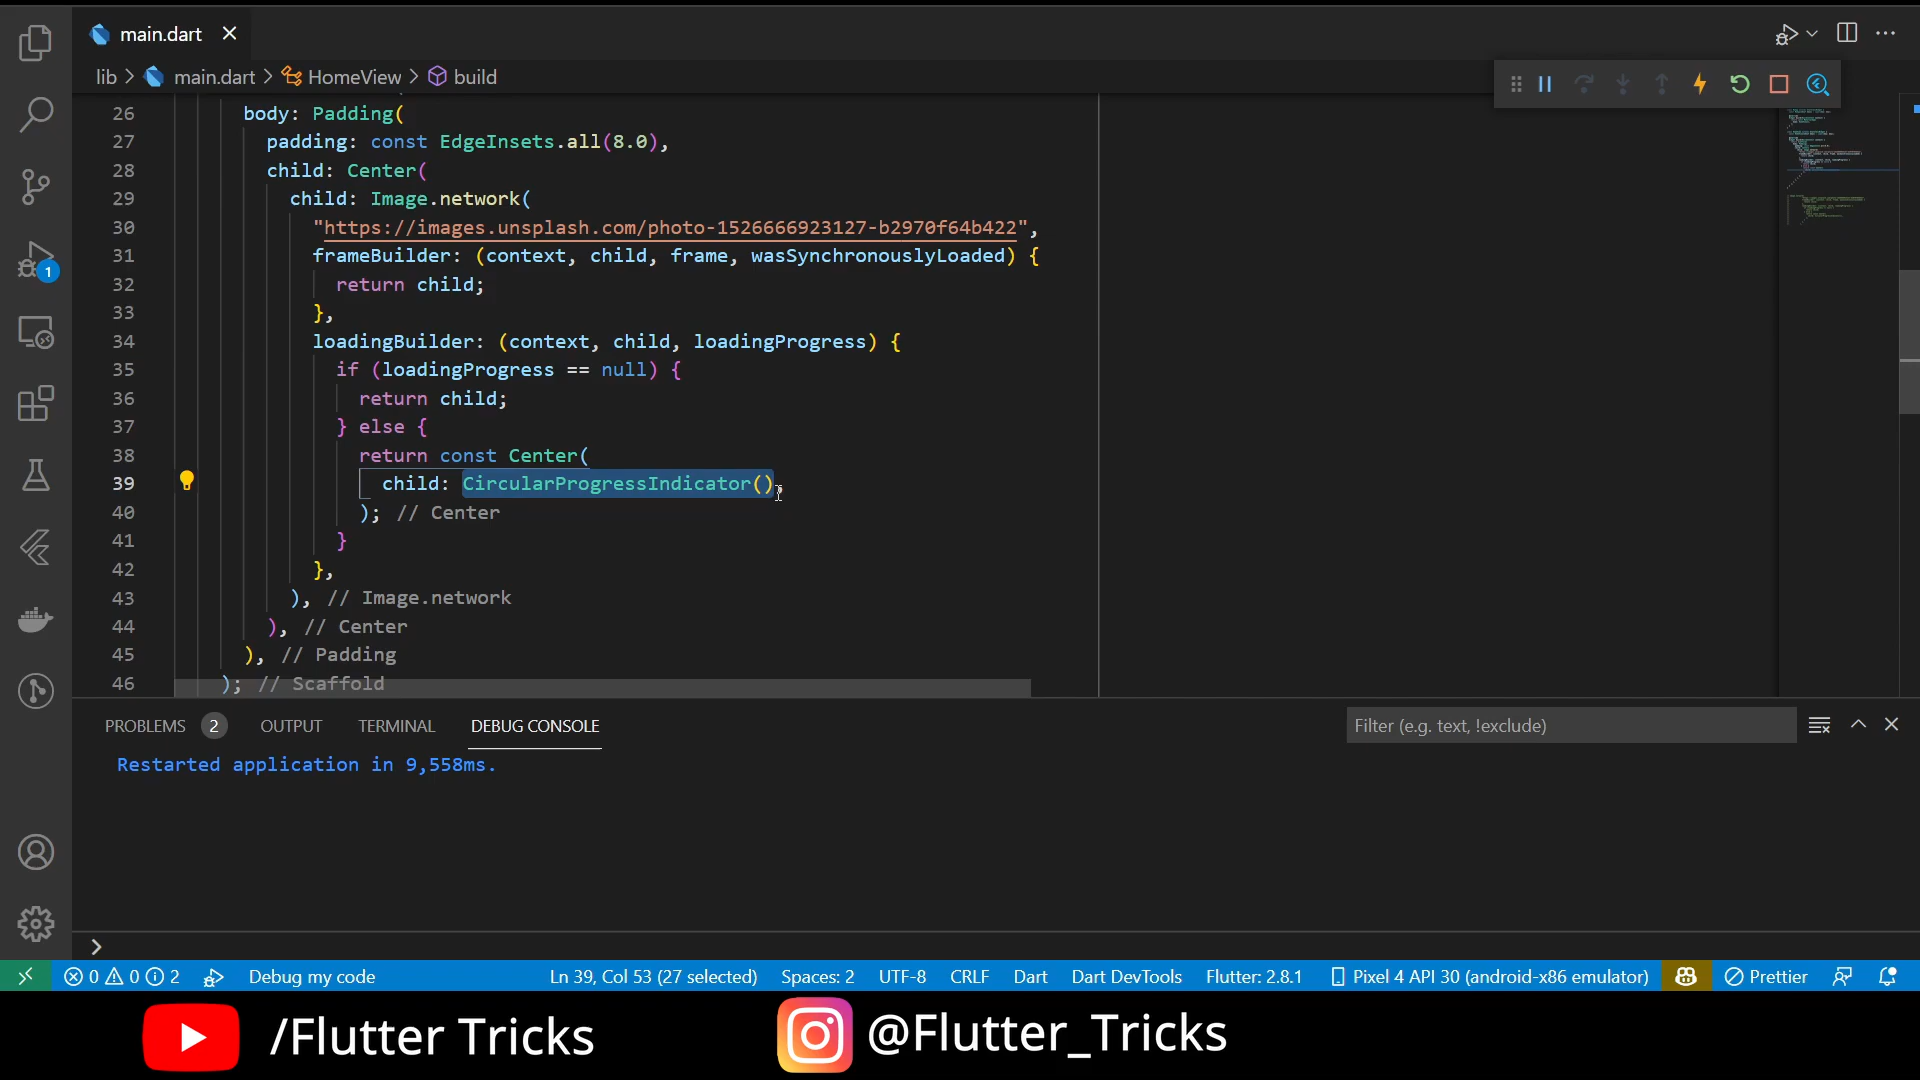 main.dart
lib > main.dart > HomeView > build
26 body: Padding(
27 padding: const EdgeInsets.all(8.0),
28 child: Center(
29 child: Image.network(
30 "https://images.unsplash.com/photo-1526666923127-b2970f64b422",
31 frameBuilder: (context, child, frame, wasSynchronouslyLoaded) {
32 return child;
33 },
34 loadingBuilder: (context, child, loadingProgress) {
35 if (loadingProgress == null) {
36 return child;
37 } else {
38 return const Center(
39 child: CircularProgressIndicator(),
40 ); // Center
41 }
42 },
43 ), // Image.network
44 ), // Center
45 ), // Padding
46 ); // Scaffold
1
PROBLEMS 2 OUTPUT TERMINAL DEBUG CONSOLE Filter (e.g. text, !exclude)
Restarted application in 9,558ms.
>
0 0 2 Debug my code Ln 39, Col 53 (27 selected) Spaces: 2 UTF-8 CRLF Dart Dart DevTools Flutter: 2.8.1 Pixel 4 API 30 (android-x86 emulator) Prettier
/Flutter Tricks @Flutter_Tricks